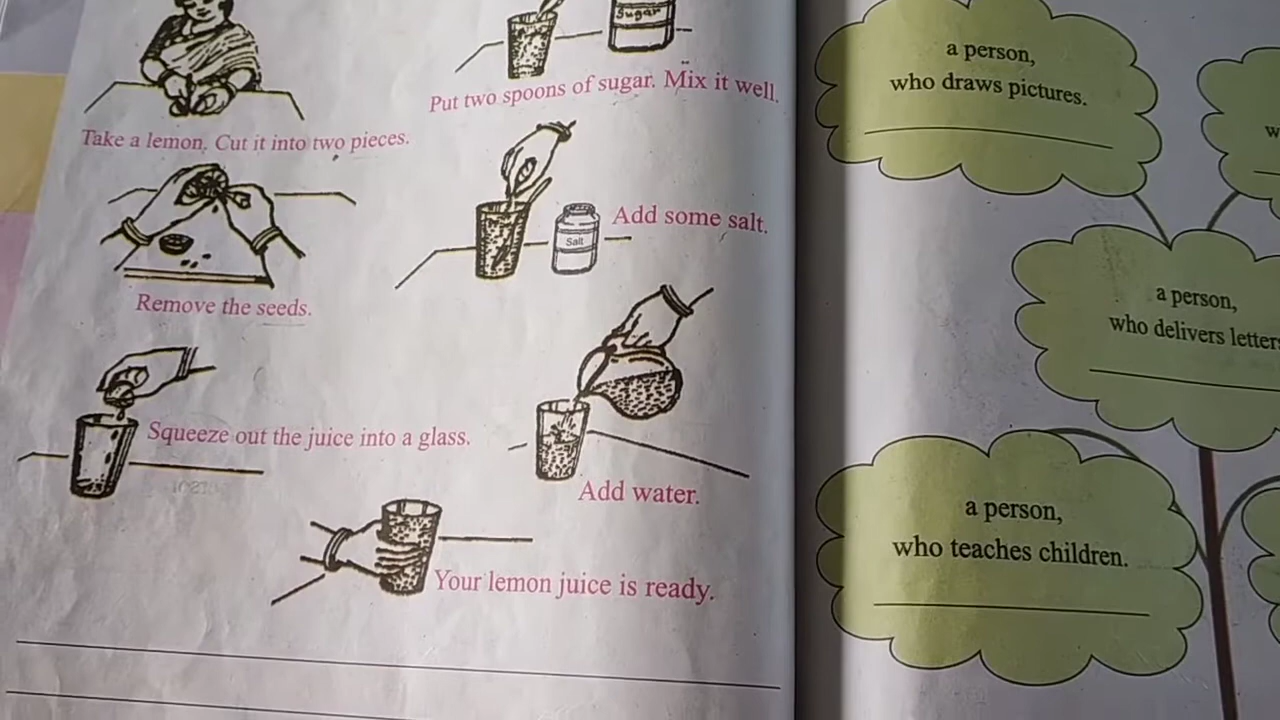 Take a lemon. Cut it into two pieces.
Remove the seeds.
Squeeze out the juice into a glass.
Sugar
Put two spoons of sugar. Mix it well.
Salt
Add some salt.
Add water.
Your lemon juice is ready.
a person,
who draws pictures.
a person,
who delivers letters
a person,
who teaches children.